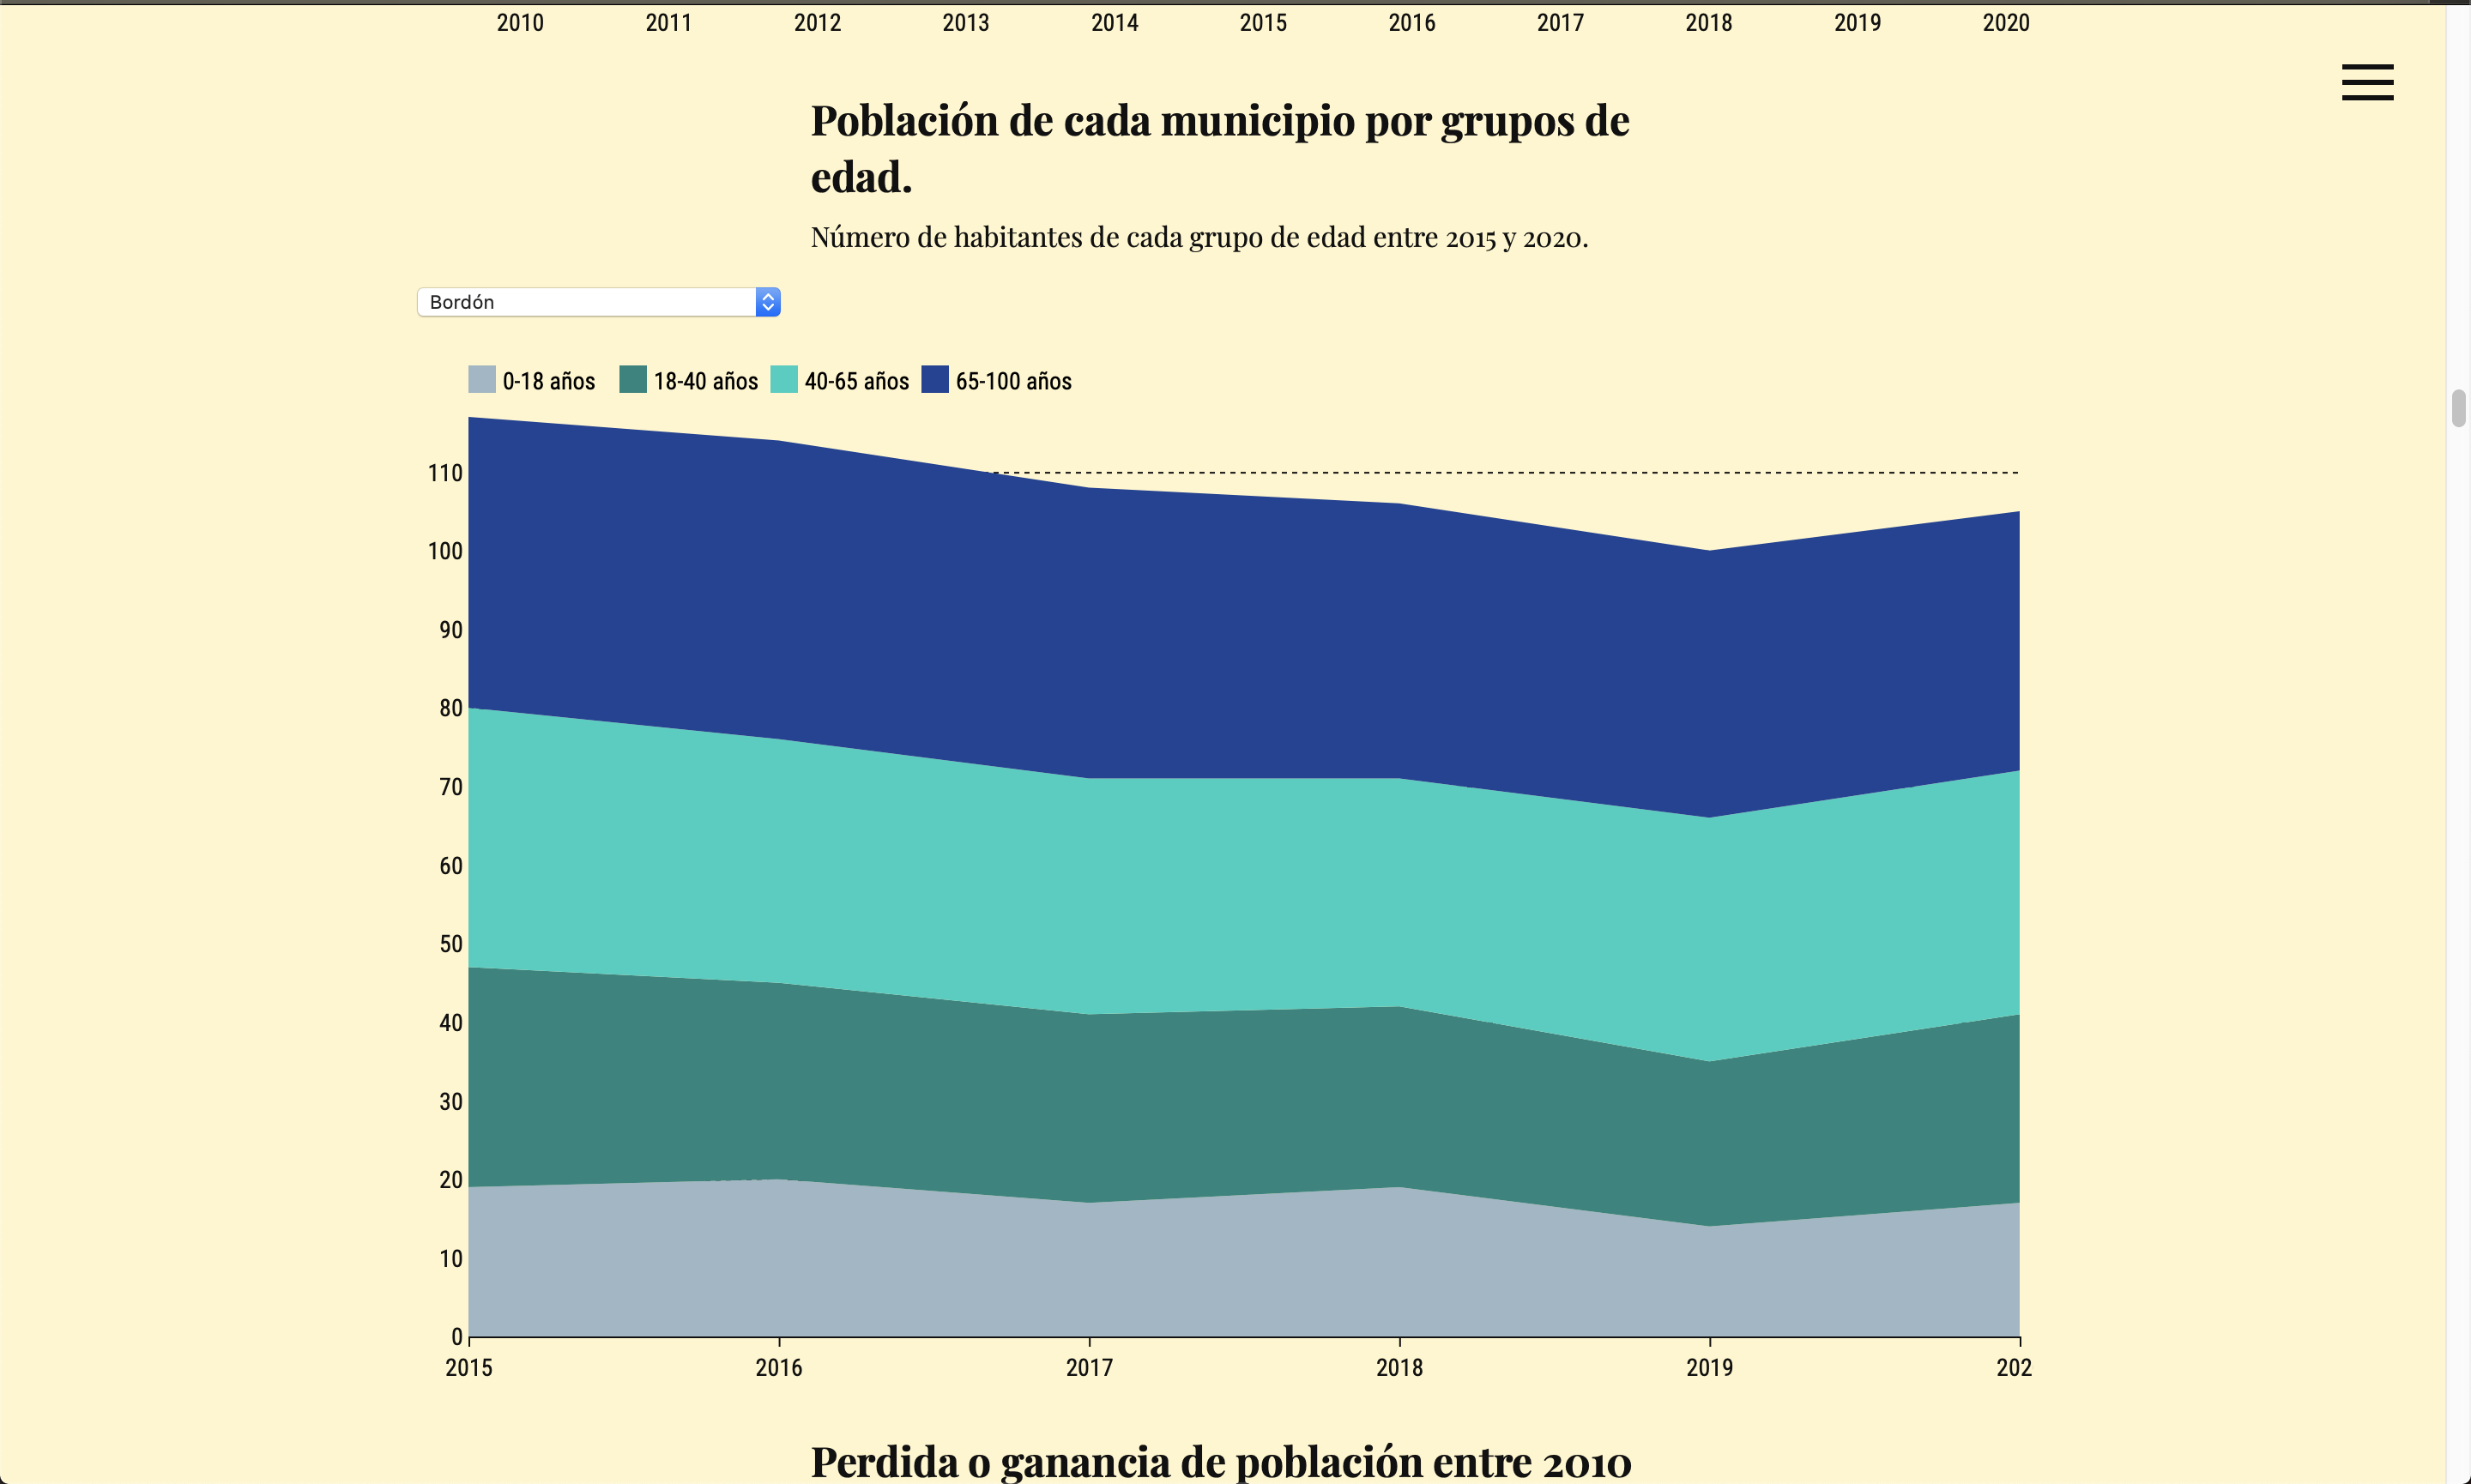 2010 2011 2012 2013 2014 2015 2016 2017 2018 2019 2020
Población de cada municipio por grupos de
edad.
Número de habitantes de cada grupo de edad entre 2015 y 2020.
Bordón
0-18 años 18-40 años 40-65 años 65-100 años
110
100
90
80
70
60
50
40
30
20
10
0
2015 2016 2017 2018 2019 202
Perdida o ganancia de población entre 2010